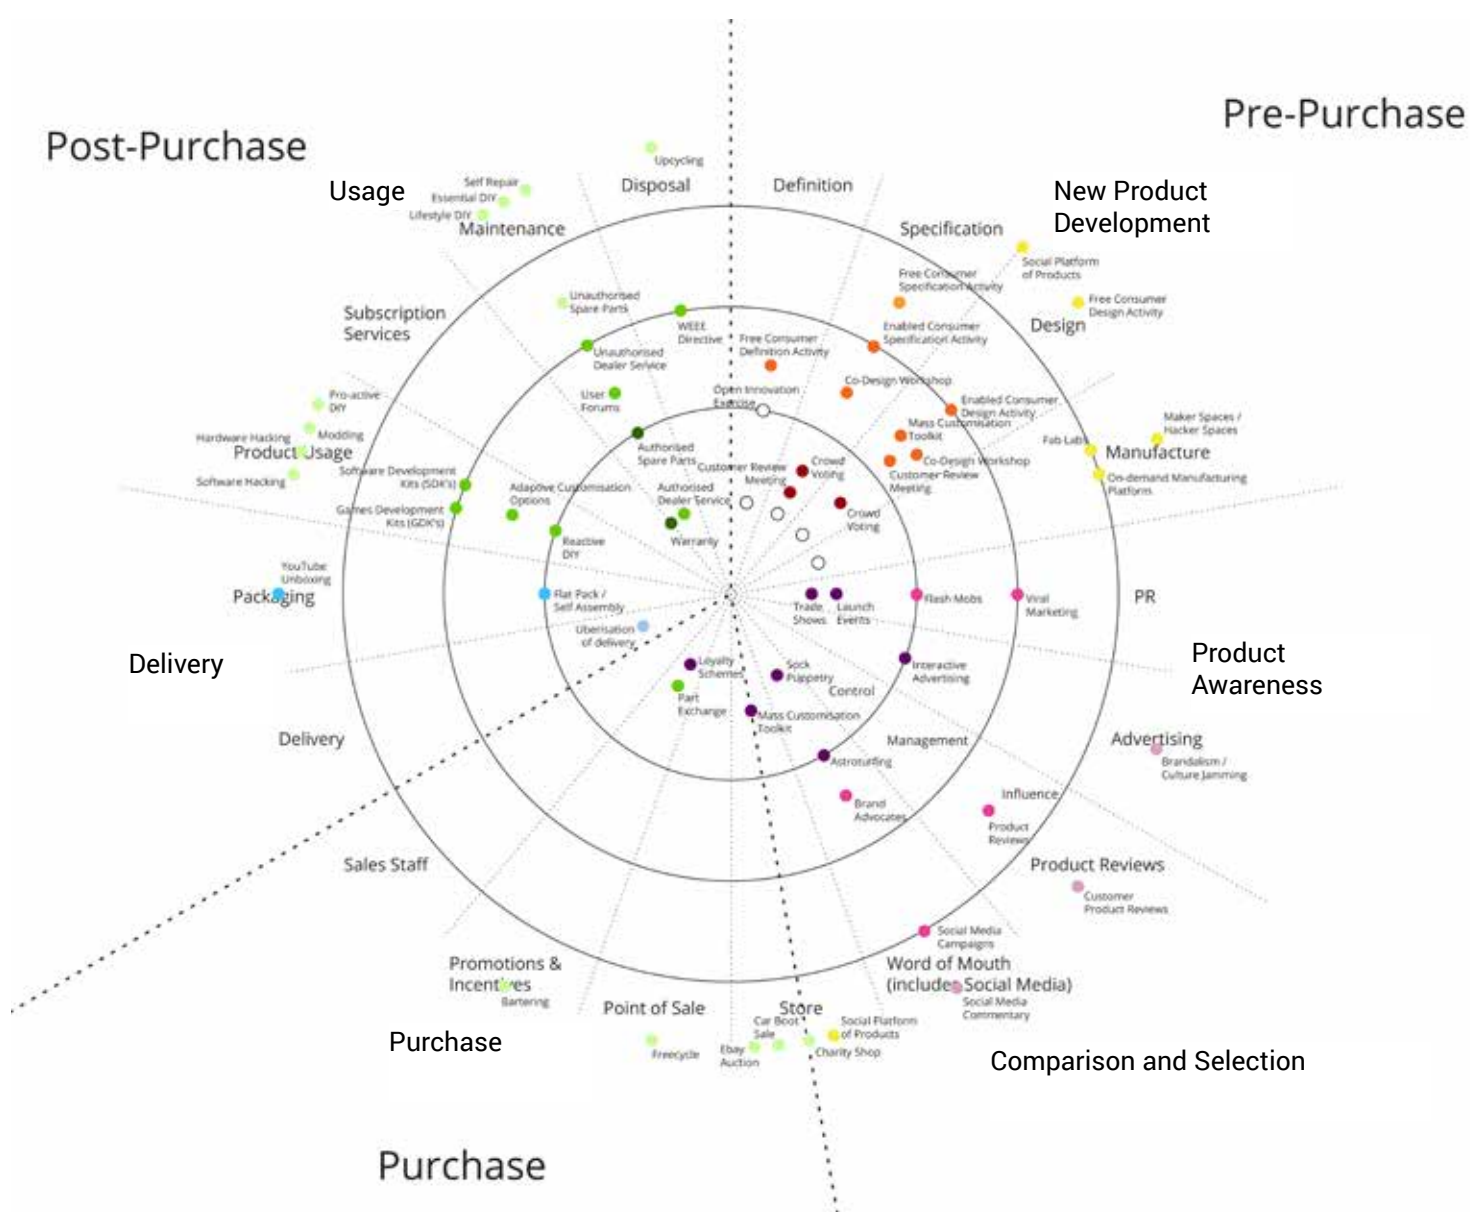 Pre-Purchase
Post-Purchase
Upcycling
Usage
Self Repair
Essential DIY
Lifestyle DIY
Maintenance
Disposal
Definition
New Product
Development
Specification
Social Platform
of Products
Free Consumer
Specification Activity
Free Consumer
Design Activity
Design
Unauthorised
Spare Parts
Subscription
Services
WEEE
Directive
Free Consumer
Definition Activity
Enabled Consumer
Specification Activity
Unauthorised
Dealer Service
User
Forums
Open Innovation
Exercise
Co-Design Workshop
Enabled Consumer
Design Activity
Pro-active
DIY
Modding
Hardware Hacking
Product Usage
Software Hacking
Authorised
Spare Parts
Mass Customisation
Toolkit
Co-Design Workshop
Customer Review
Meeting
Fab Labs
Maker Spaces /
Hacker Spaces
Manufacture
On-demand Manufacturing
Platform
Software Development
Kits (SDK's)
Games Development
Kits (GDK's)
Adaptive Customisation
Options
Authorised
Dealer Service
Customer Review
Meeting
Crowd
Voting
Crowd
Voting
Reactive
DIY
Warranty
YouTube
Unboxing
Packaging
Flat Pack /
Self Assembly
Uberisation
of delivery
Trade
Shows
Launch
Events
Flash Mobs
Viral
Marketing
PR
Delivery
Product
Awareness
Loyalty
Schemes
Part
Exchange
Sock
Puppetry
Control
Interactive
Advertising
Mass Customisation
Toolkit
Delivery
Management
Advertising
Brandalism /
Culture Jamming
Astroturfing
Brand
Advocates
Influence
Product
Reviews
Sales Staff
Product Reviews
Customer
Product Reviews
Social Media
Campaigns
Promotions &
Incentives
Bartering
Word of Mouth
(includes Social Media)
Social Media
Commentary
Point of Sale
Store
Freecycle
Ebay
Auction
Car Boot
Sale
Social Platform
of Products
Charity Shop
Purchase
Comparison and Selection
Purchase